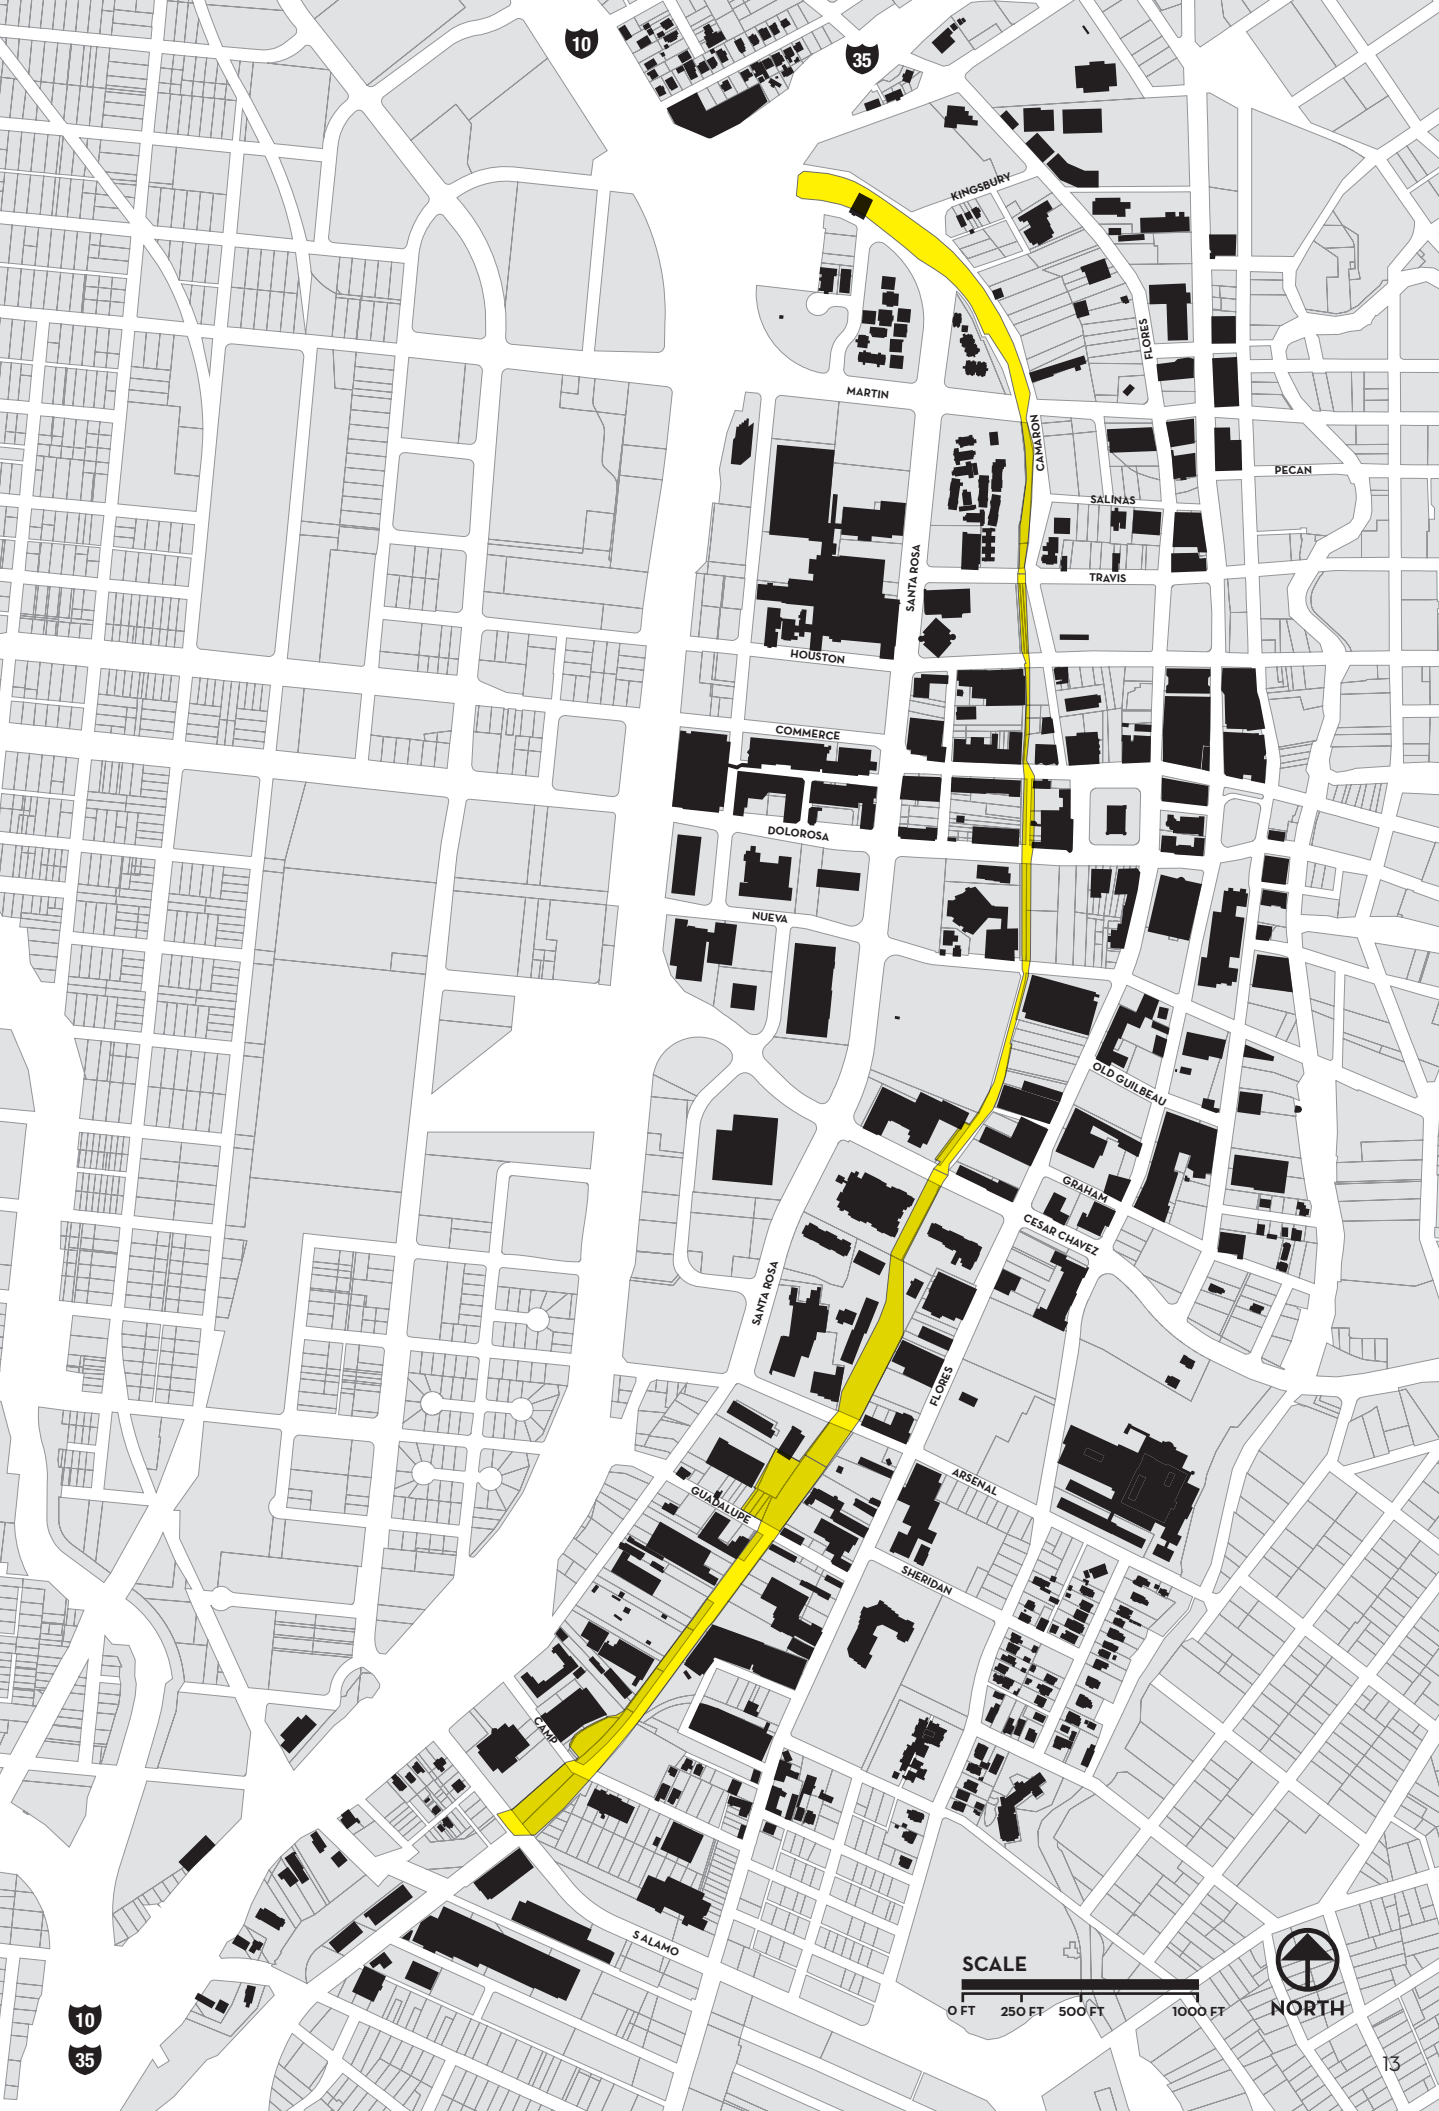 10
35
KINGSBURY
FLORES
MARTIN
CAMARON
PECAN
SALINAS
SANTA ROSA
TRAVIS
HOUSTON
COMMERCE
DOLOROSA
NUEVA
OLD GUILBEAU
GRAHAM
CESAR CHAVEZ
SANTA ROSA
FLORES
ARSENAL
GUADALUPE
SHERIDAN
CAMP
S ALAMO
SCALE
0 FT 250 FT 500 FT 1000 FT
NORTH
10
35
13